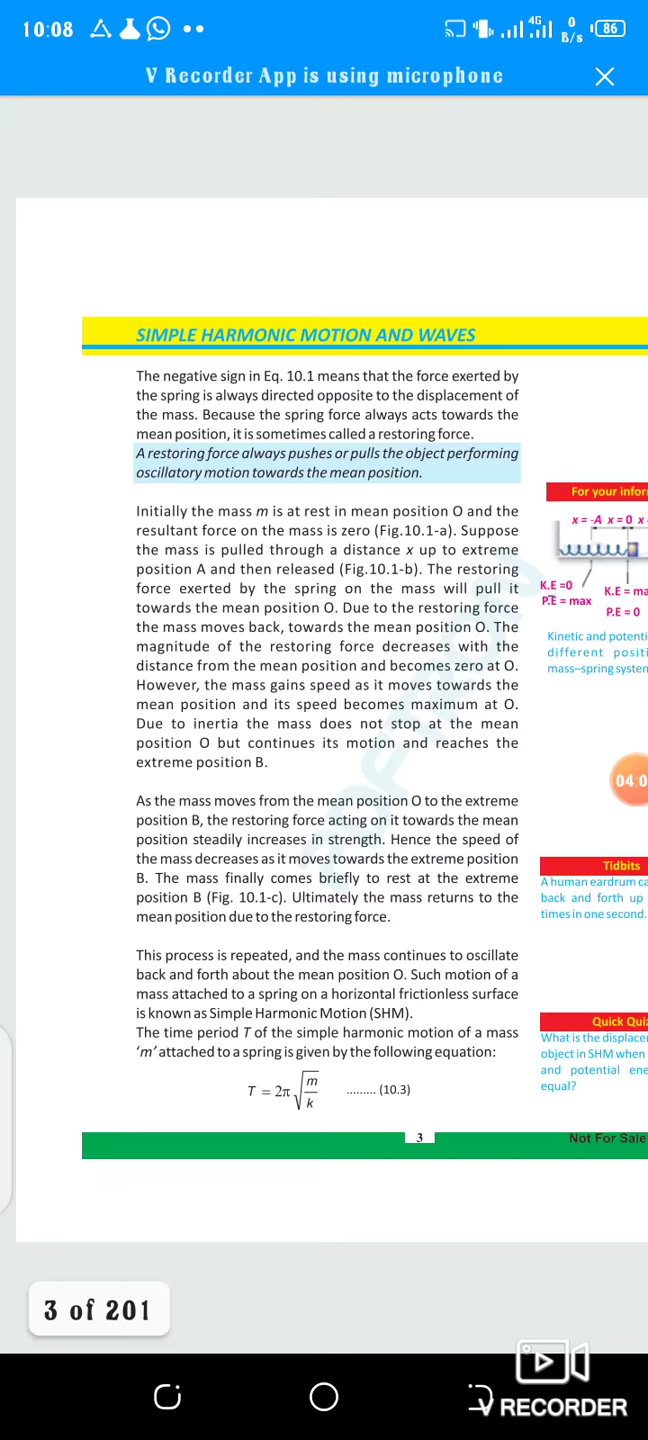 10:08
4G
0
B/s
86
V Recorder App is using microphone
SIMPLE HARMONIC MOTION AND WAVES
The negative sign in Eq. 10.1 means that the force exerted by
the spring is always directed opposite to the displacement of
the mass. Because the spring force always acts towards the
mean position, it is sometimes called a restoring force.
A restoring force always pushes or pulls the object performing
oscillatory motion towards the mean position.
Initially the mass m is at rest in mean position O and the
resultant force on the mass is zero (Fig.10.1-a). Suppose
the mass is pulled through a distance x up to extreme
position A and then released (Fig.10.1-b). The restoring
force exerted by the spring on the mass will pull it
towards the mean position O. Due to the restoring force
the mass moves back, towards the mean position O. The
magnitude of the restoring force decreases with the
distance from the mean position and becomes zero at O.
However, the mass gains speed as it moves towards the
mean position and its speed becomes maximum at O.
Due to inertia the mass does not stop at the mean
position O but continues its motion and reaches the
extreme position B.
As the mass moves from the mean position O to the extreme
position B, the restoring force acting on it towards the mean
position steadily increases in strength. Hence the speed of
the mass decreases as it moves towards the extreme position
B. The mass finally comes briefly to rest at the extreme
position B (Fig. 10.1-c). Ultimately the mass returns to the
mean position due to the restoring force.
This process is repeated, and the mass continues to oscillate
back and forth about the mean position O. Such motion of a
mass attached to a spring on a horizontal frictionless surface
is known as Simple Harmonic Motion (SHM).
The time period T of the simple harmonic motion of a mass
‘m’ attached to a spring is given by the following equation:
T = 2π √(m/k) ......... (10.3)
For your infor
x = -A x = 0 x
K.E =0
P.E = max
K.E = ma
P.E = 0
Kinetic and potenti
different positi
mass–spring system
04:0
Tidbits
A human eardrum ca
back and forth up
times in one second.
Quick Qui
What is the displace
object in SHM when
and potential ene
equal?
3
Not For Sale
3 of 201
V RECORDER